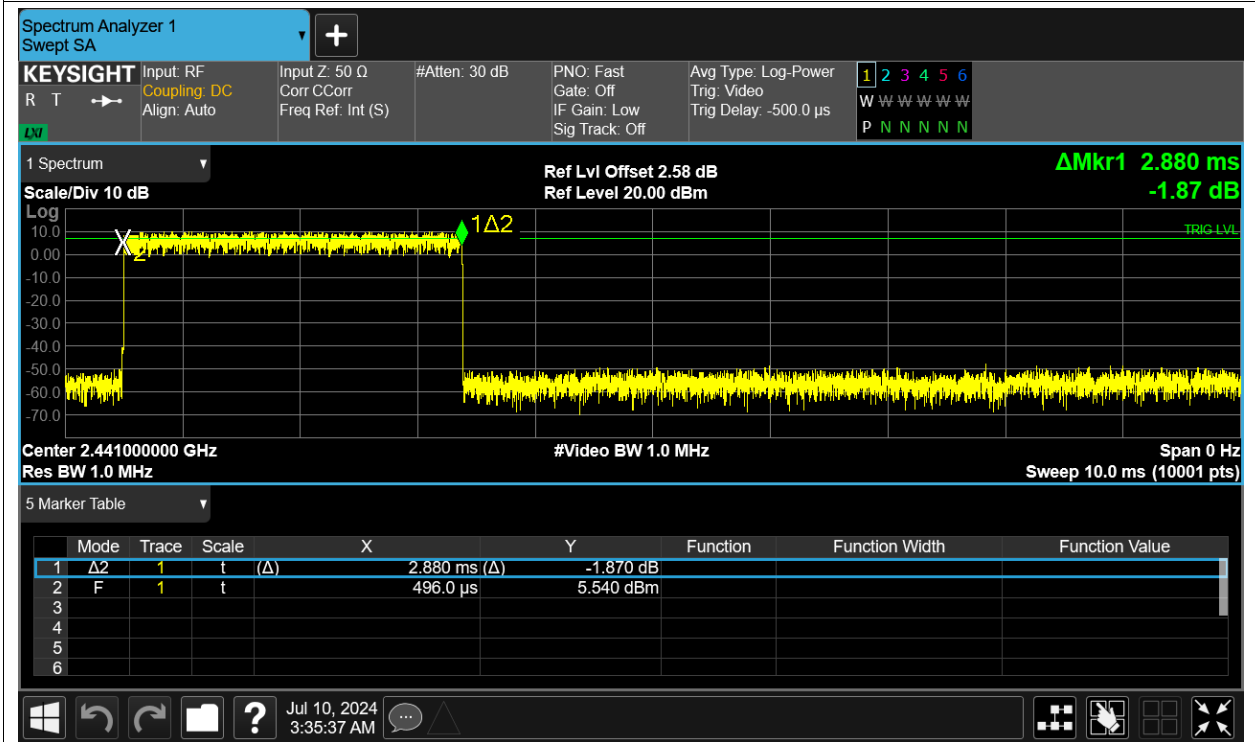 Spectrum Analyzer 1
Swept SA
KEYSIGHT Input: RF Input Z: 50 Ω #Atten: 30 dB PNO: Fast Avg Type: Log-Power 1 2 3 4 5 6
R T Coupling: DC Corr CCorr Gate: Off Trig: Video W W W W W W
Align: Auto Freq Ref: Int (S) IF Gain: Low Trig Delay: -500.0 µs
LXI Sig Track: Off P N N N N N
1 Spectrum Ref Lvl Offset 2.58 dB ΔMkr1 2.880 ms
Scale/Div 10 dB Ref Level 20.00 dBm -1.87 dB
Log
1Δ2
10.0 TRIG LVL
X2
0.00
-10.0
-20.0
-30.0
-40.0
-50.0
-60.0
-70.0
Center 2.441000000 GHz #Video BW 1.0 MHz Span 0 Hz
Res BW 1.0 MHz Sweep 10.0 ms (10001 pts)
5 Marker Table
Mode Trace Scale X Y Function Function Width Function Value
1 Δ2 1 t (Δ) 2.880 ms (Δ) -1.870 dB
2 F 1 t 496.0 µs 5.540 dBm
3
4
5
6
? Jul 10, 2024
3:35:37 AM